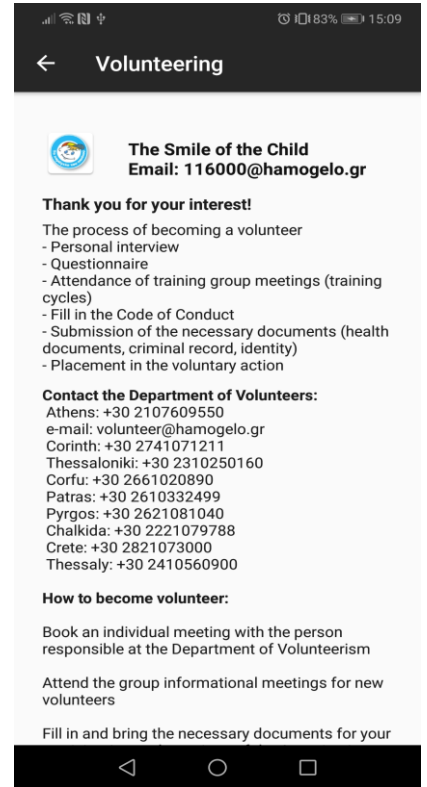 83% 15:09
Volunteering
The Smile of the Child
Email: 116000@hamogelo.gr
Thank you for your interest!
The process of becoming a volunteer
- Personal interview
- Questionnaire
- Attendance of training group meetings (training
cycles)
- Fill in the Code of Conduct
- Submission of the necessary documents (health
documents, criminal record, identity)
- Placement in the voluntary action
Contact the Department of Volunteers:
Athens: +30 2107609550
e-mail: volunteer@hamogelo.gr
Corinth: +30 2741071211
Thessaloniki: +30 2310250160
Corfu: +30 2661020890
Patras: +30 2610332499
Pyrgos: +30 2621081040
Chalkida: +30 2221079788
Crete: +30 2821073000
Thessaly: +30 2410560900
How to become volunteer:
Book an individual meeting with the person
responsible at the Department of Volunteerism
Attend the group informational meetings for new
volunteers
Fill in and bring the necessary documents for your